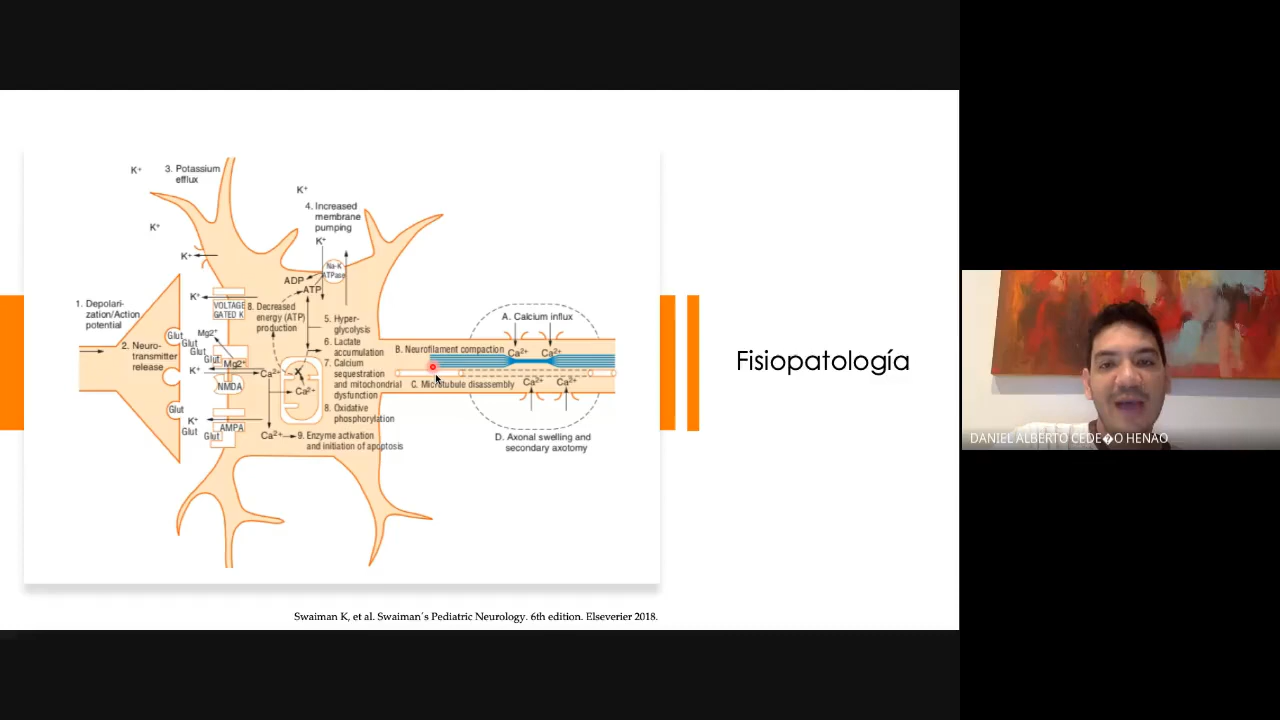 K+
3. Potassium
efflux
K+
4. Increased
membrane
pumping
K+
K+
K+
Na-K
ATPase
ADP
ATP
K+
VOLTAGE
GATED K
8. Decreased
energy (ATP)
production
1. Depolari-
zation/Action
potential
5. Hyper-
glycolysis
6. Lactate
accumulation
7. Calcium
sequestration
and mitochondrial
dysfunction
8. Oxidative
phosphorylation
2. Neuro-
transmitter
release
Glut
Glut
Glut
Glut
Mg2+
Mg2+
K+
Ca2+
NMDA
X
Ca2+
Glut
K+
Glut
Glut
AMPA
Ca2+
9. Enzyme activation
and initiation of apoptosis
A. Calcium influx
B. Neurofilament compaction
Ca2+
Ca2+
C. Microtubule disassembly
Ca2+
Ca2+
D. Axonal swelling and
secondary axotomy
Fisiopatología
Swaiman K, et al. Swaiman´s Pediatric Neurology. 6th edition. Elseverier 2018.
DANIEL ALBERTO CEDE�O HENAO